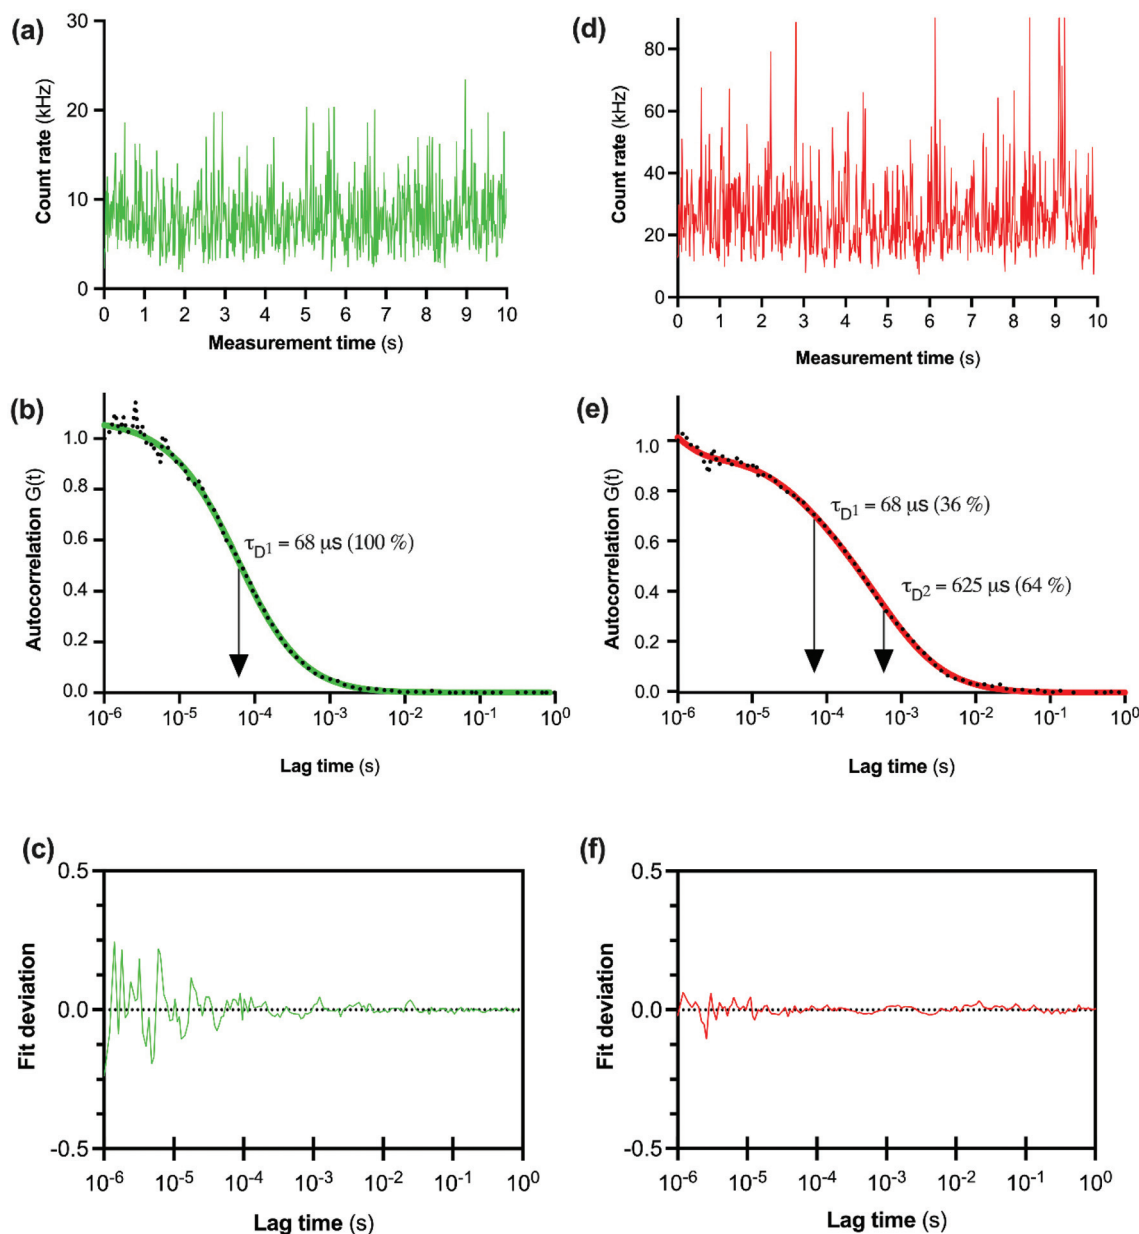 (a)
30
20
10
0
Count rate (kHz)
0 1 2 3 4 5 6 7 8 9 10
Measurement time (s)
(d)
80
60
40
20
0
Count rate (kHz)
0 1 2 3 4 5 6 7 8 9 10
Measurement time (s)
(b)
1.0
0.8
0.6
0.4
0.2
0.0
Autocorrelation G(t)
τD1 = 68 µs (100 %)
10⁻⁶ 10⁻⁵ 10⁻⁴ 10⁻³ 10⁻² 10⁻¹ 10⁰
Lag time (s)
(e)
1.0
0.8
0.6
0.4
0.2
0.0
Autocorrelation G(t)
τD1 = 68 µs (36 %)
τD2 = 625 µs (64 %)
10⁻⁶ 10⁻⁵ 10⁻⁴ 10⁻³ 10⁻² 10⁻¹ 10⁰
Lag time (s)
(c)
0.5
0.0
-0.5
Fit deviation
10⁻⁶ 10⁻⁵ 10⁻⁴ 10⁻³ 10⁻² 10⁻¹ 10⁰
Lag time (s)
(f)
0.5
0.0
-0.5
Fit deviation
10⁻⁶ 10⁻⁵ 10⁻⁴ 10⁻³ 10⁻² 10⁻¹ 10⁰
Lag time (s)